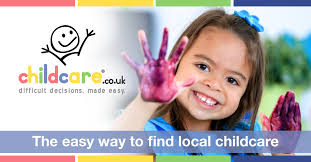 childcare.co.uk
difficult decisions. made easy.
The easy way to find local childcare